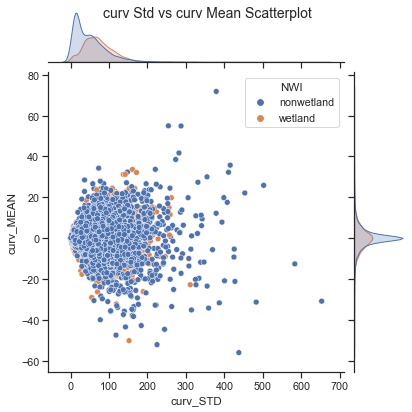 curv Std vs curv Mean Scatterplot
80
60
40
20
0
−20
−40
−60
curv_MEAN
NWI
nonwetland
wetland
0 100 200 300 400 500 600 700
curv_STD